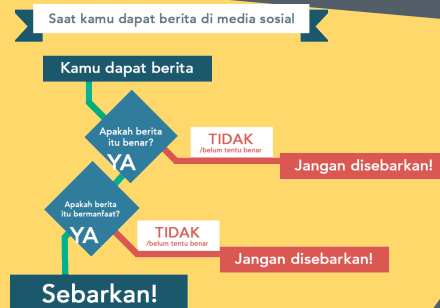 Saat kamu dapat berita di media sosial
Kamu dapat berita
Apakah berita
itu benar?
YA
TIDAK
/belum tentu benar
Jangan disebarkan!
Apakah berita
itu bermanfaat?
YA
TIDAK
/belum tentu benar
Jangan disebarkan!
Sebarkan!